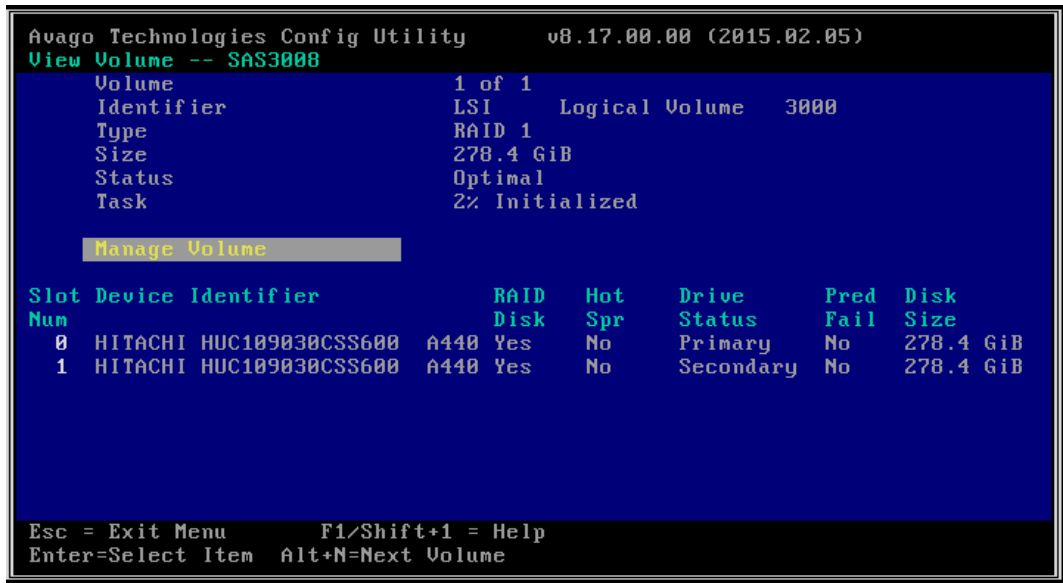 Avago Technologies Config Utility v8.17.00.00 (2015.02.05)
View Volume -- SAS3008
Volume 1 of 1
Identifier LSI Logical Volume 3000
Type RAID 1
Size 278.4 GiB
Status Optimal
Task 2% Initialized
Manage Volume
Slot Device Identifier RAID Hot Drive Pred Disk
Num Disk Spr Status Fail Size
0 HITACHI HUC109030CSS600 A440 Yes No Primary No 278.4 GiB
1 HITACHI HUC109030CSS600 A440 Yes No Secondary No 278.4 GiB
Esc = Exit Menu F1/Shift+1 = Help
Enter=Select Item Alt+N=Next Volume